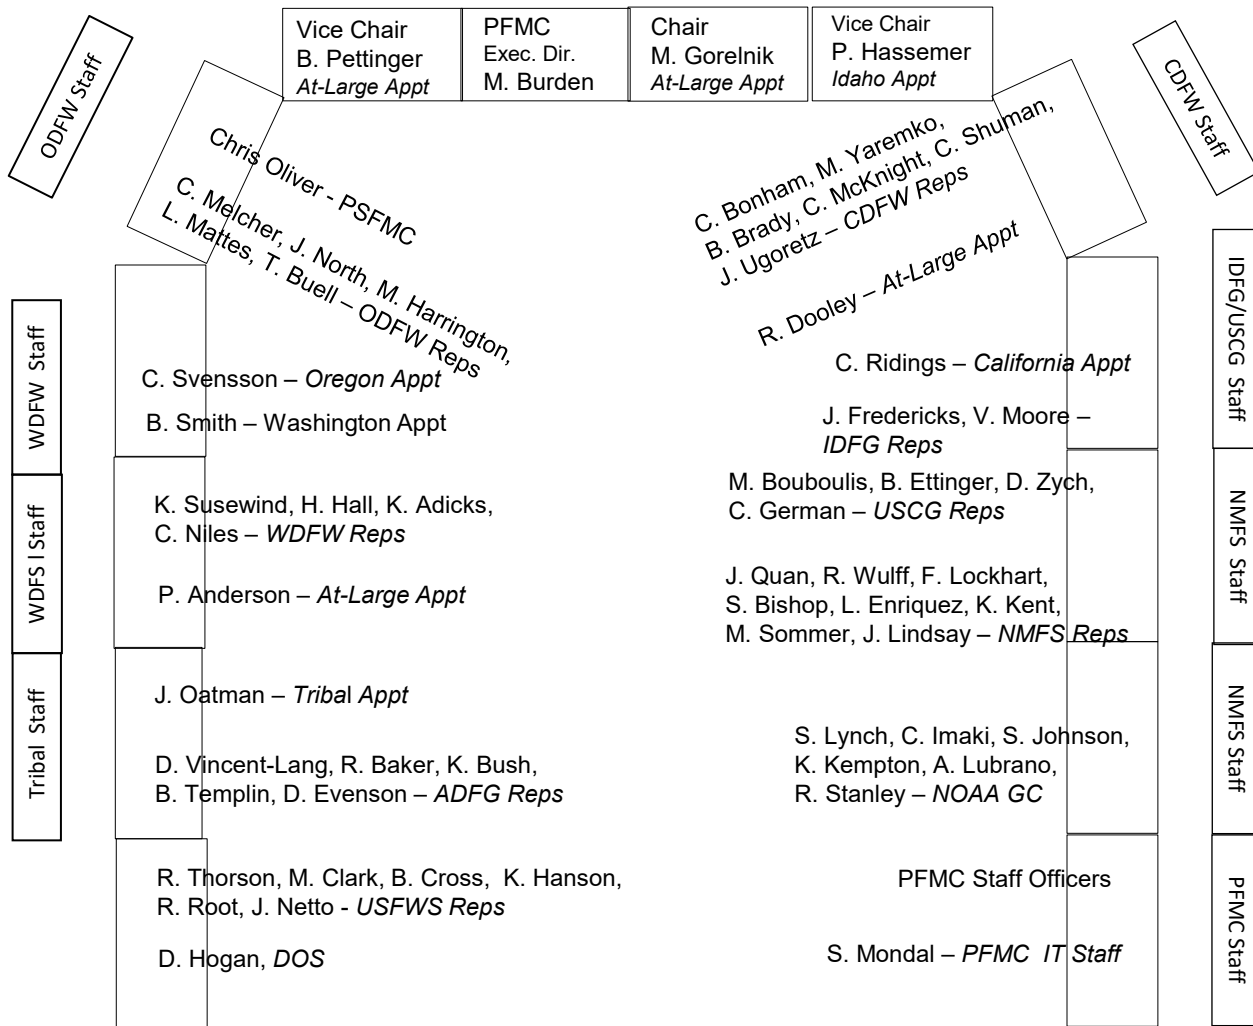 Vice Chair
B. Pettinger
At-Large Appt
PFMC
Exec. Dir.
M. Burden
Chair
M. Gorelnik
At-Large Appt
Vice Chair
P. Hassemer
Idaho Appt
ODFW Staff
CDFW Staff
Chris Oliver - PSFMC
C. Melcher, J. North, M. Harrington,
L. Mattes, T. Buell – ODFW Reps
C. Svensson – Oregon Appt
B. Smith – Washington Appt
K. Susewind, H. Hall, K. Adicks,
C. Niles – WDFW Reps
P. Anderson – At-Large Appt
J. Oatman – Tribal Appt
D. Vincent-Lang, R. Baker, K. Bush,
B. Templin, D. Evenson – ADFG Reps
R. Thorson, M. Clark, B. Cross,  K. Hanson,
R. Root, J. Netto - USFWS Reps
D. Hogan, DOS
WDFW  Staff
WDFS l Staff
Tribal  Staff
C. Bonham, M. Yaremko,
B. Brady, C. McKnight, C. Shuman,
J. Ugoretz – CDFW Reps
R. Dooley – At-Large Appt
C. Ridings – California Appt
J. Fredericks, V. Moore –
IDFG Reps
M. Bouboulis, B. Ettinger, D. Zych,
C. German – USCG Reps
J. Quan, R. Wulff, F. Lockhart,
S. Bishop, L. Enriquez, K. Kent,
M. Sommer, J. Lindsay – NMFS Reps
S. Lynch, C. Imaki, S. Johnson,
K. Kempton, A. Lubrano,
R. Stanley – NOAA GC
PFMC Staff Officers
S. Mondal – PFMC  IT Staff
IDFG/USCG
Staff
NMFS  Staff
NMFS Staff
PFMC Staff